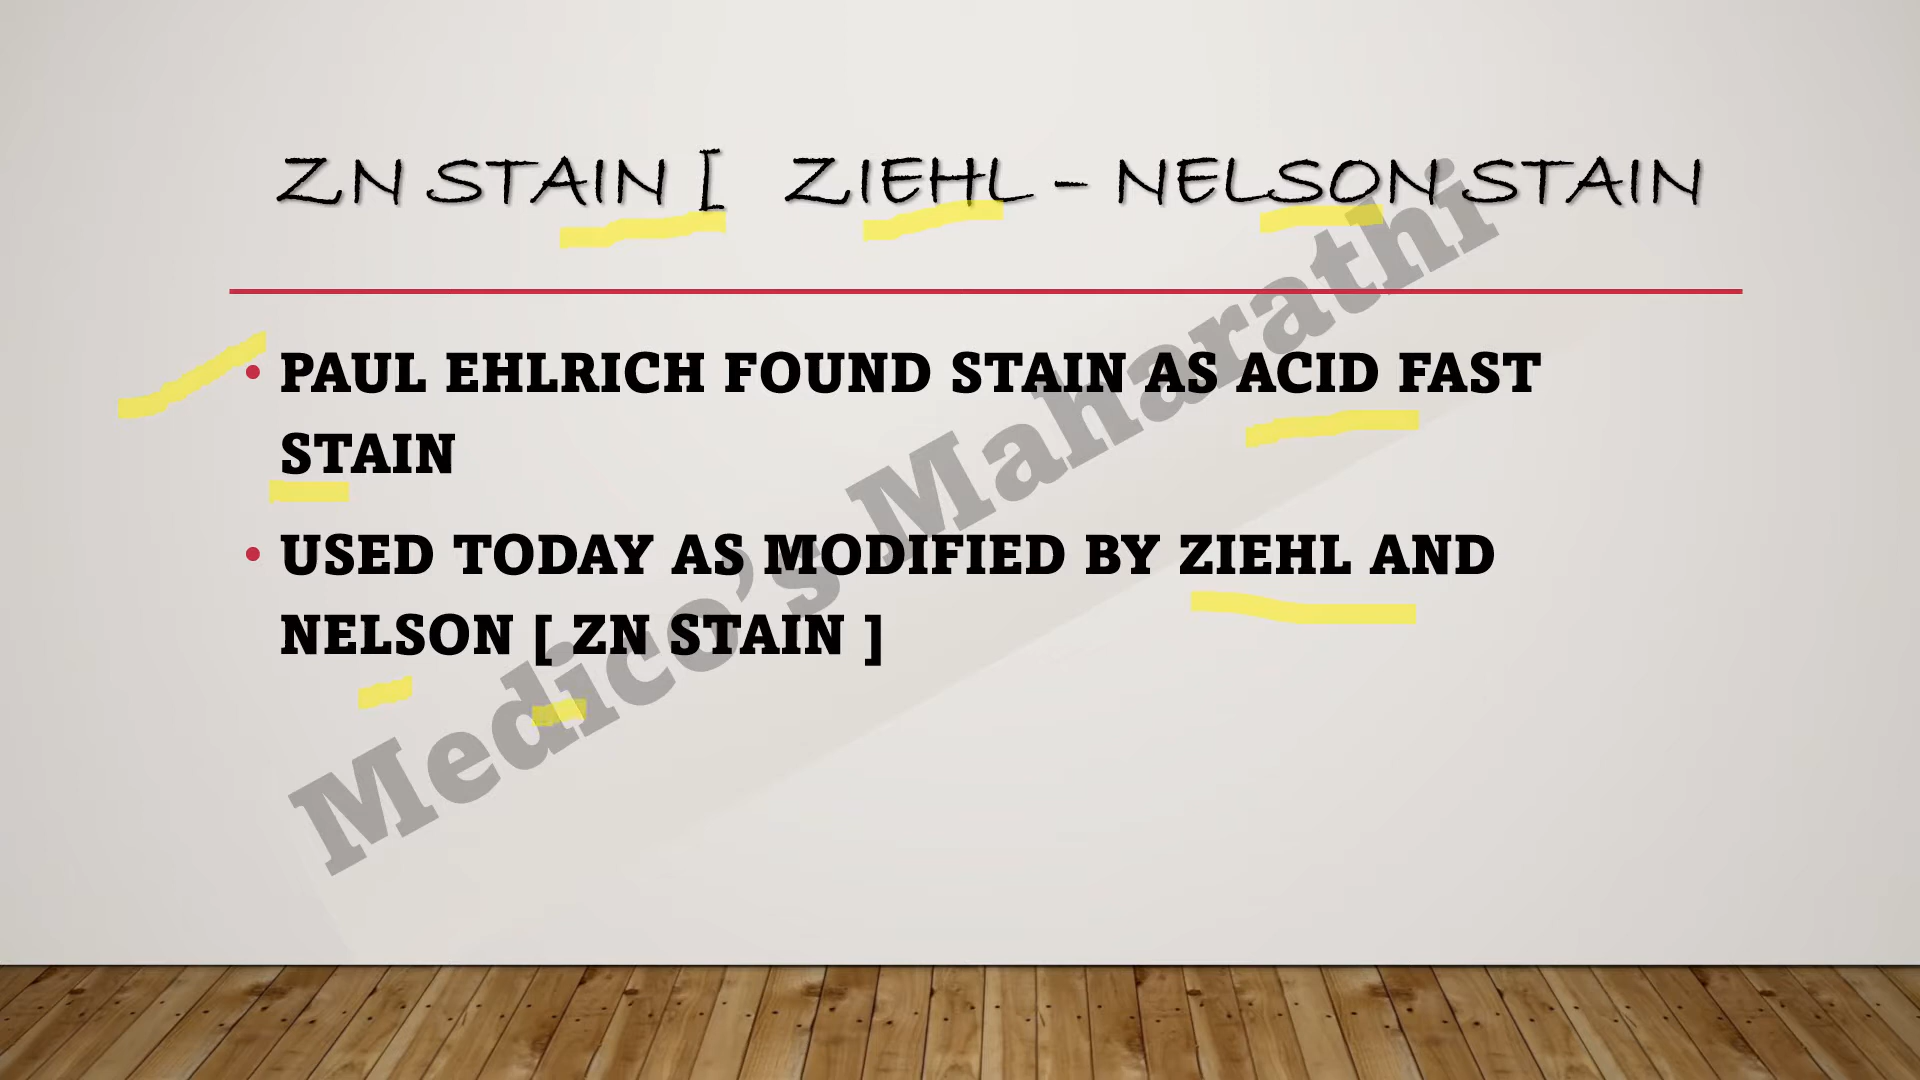 ZN STAIN [ ZIEHL – NELSON STAIN
• PAUL EHLRICH FOUND STAIN AS ACID FAST
STAIN
• USED TODAY AS MODIFIED BY ZIEHL AND
NELSON [ ZN STAIN ]
Medico's Maharathi